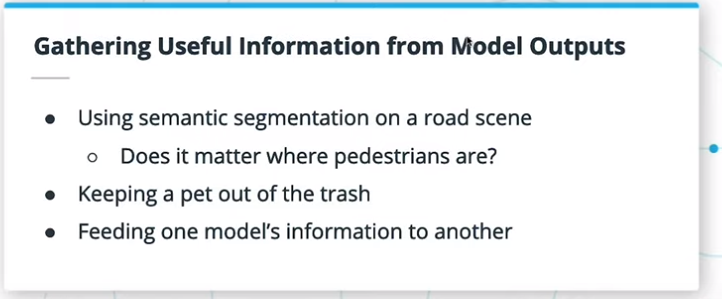 Gathering Useful Information from Model Outputs
● Using semantic segmentation on a road scene
○ Does it matter where pedestrians are?
● Keeping a pet out of the trash
● Feeding one model's information to another